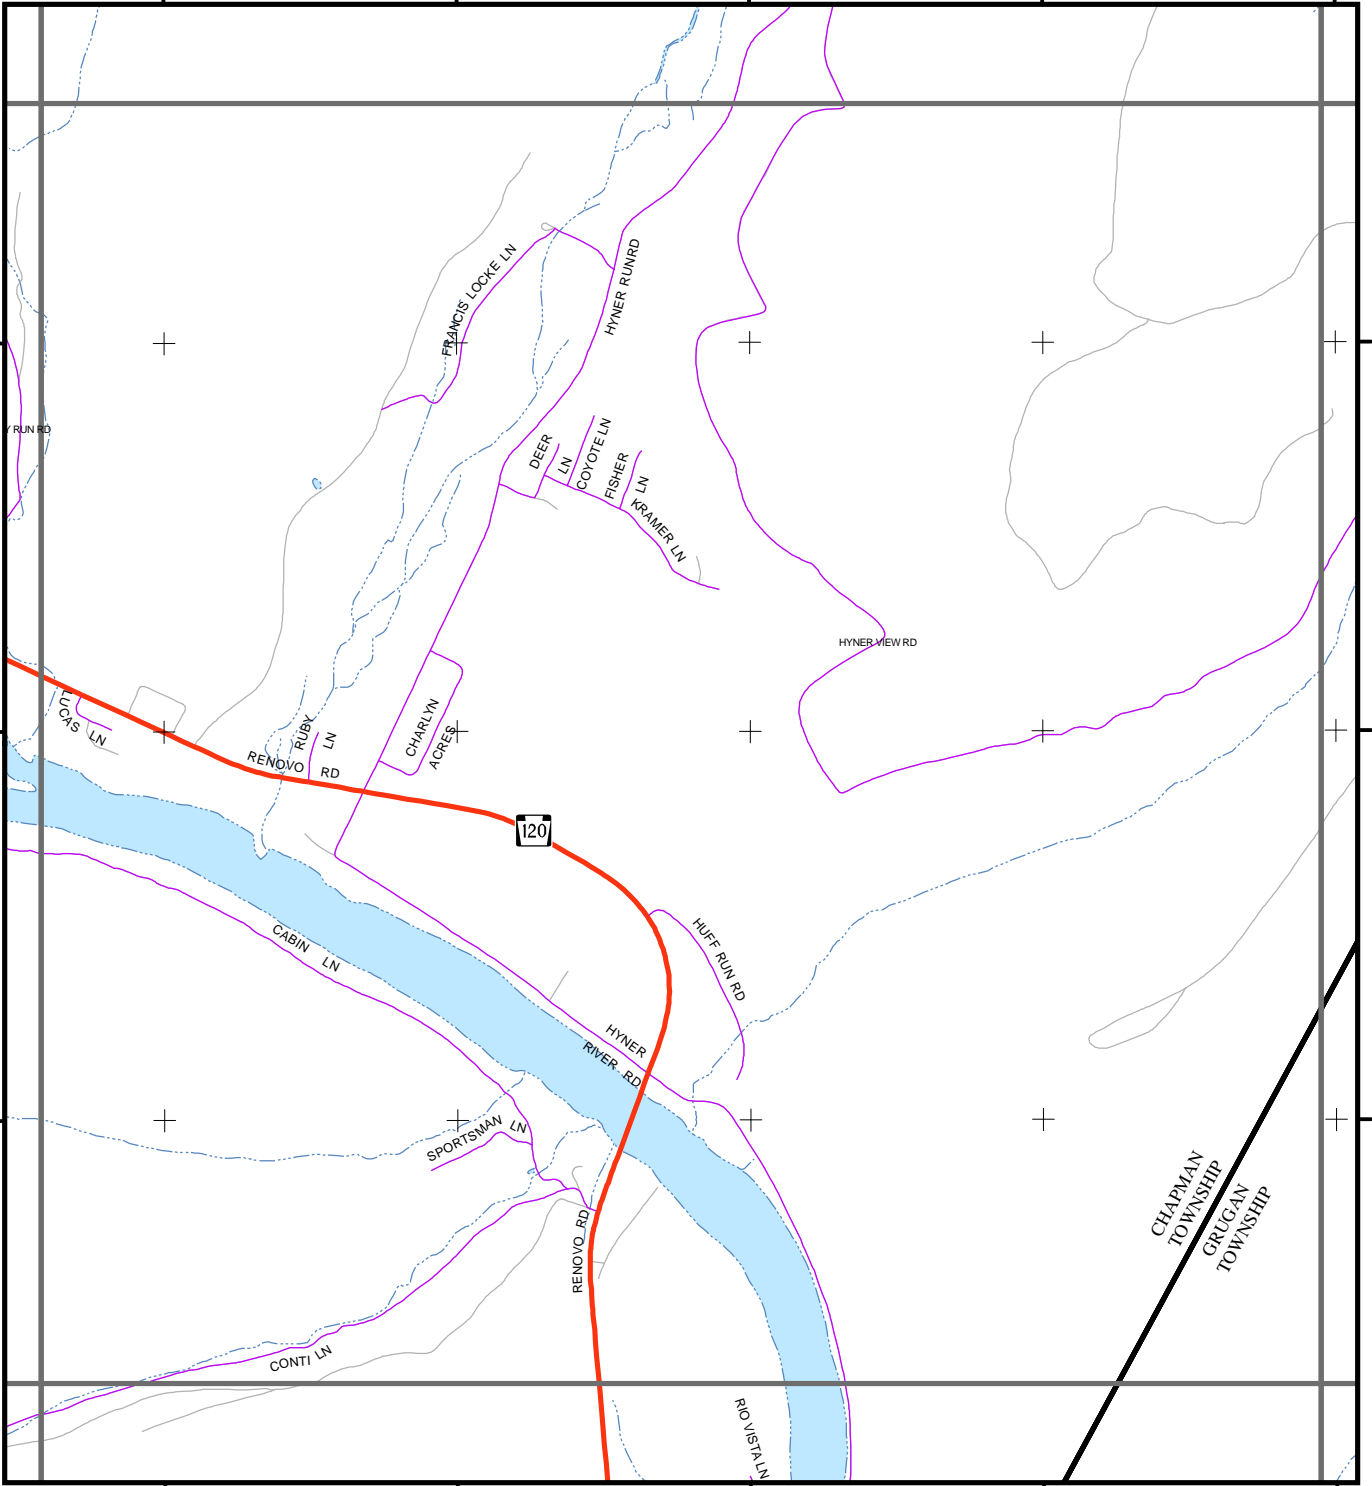 FRANCIS LOCKE LN
HYNER RUNRD
Y RUN RD
DEER
LN
COYOTE LN
FISHER
LN
KRAMER LN
HYNER VIEW RD
LUCAS LN
RUBY
LN
CHARLYN
ACRES
RENOVO RD
120
HUFF RUN RD
CABIN LN
HYNER
RIVER RD
SPORTSMAN LN
CHAPMAN
TOWNSHIP
GRUGAN
TOWNSHIP
RENOVO RD
CONTI LN
RIO VISTA LN